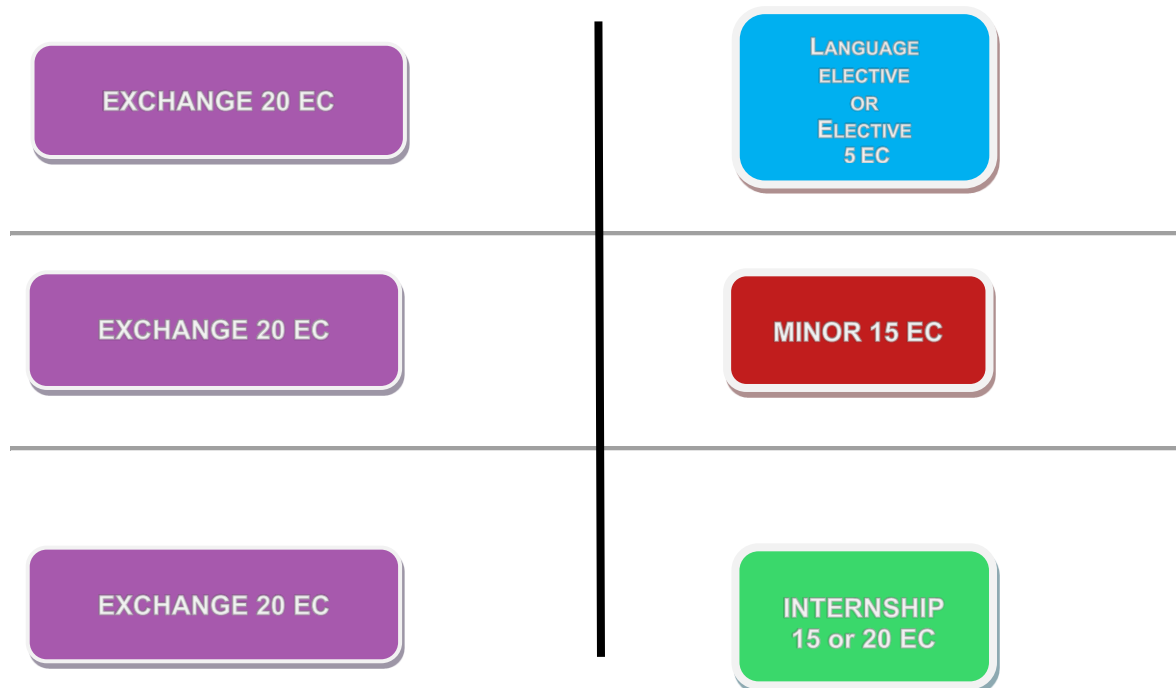 EXCHANGE 20 EC
Language
elective
or
Elective
5 EC
EXCHANGE 20 EC
MINOR 15 EC
EXCHANGE 20 EC
INTERNSHIP
15 or 20 EC